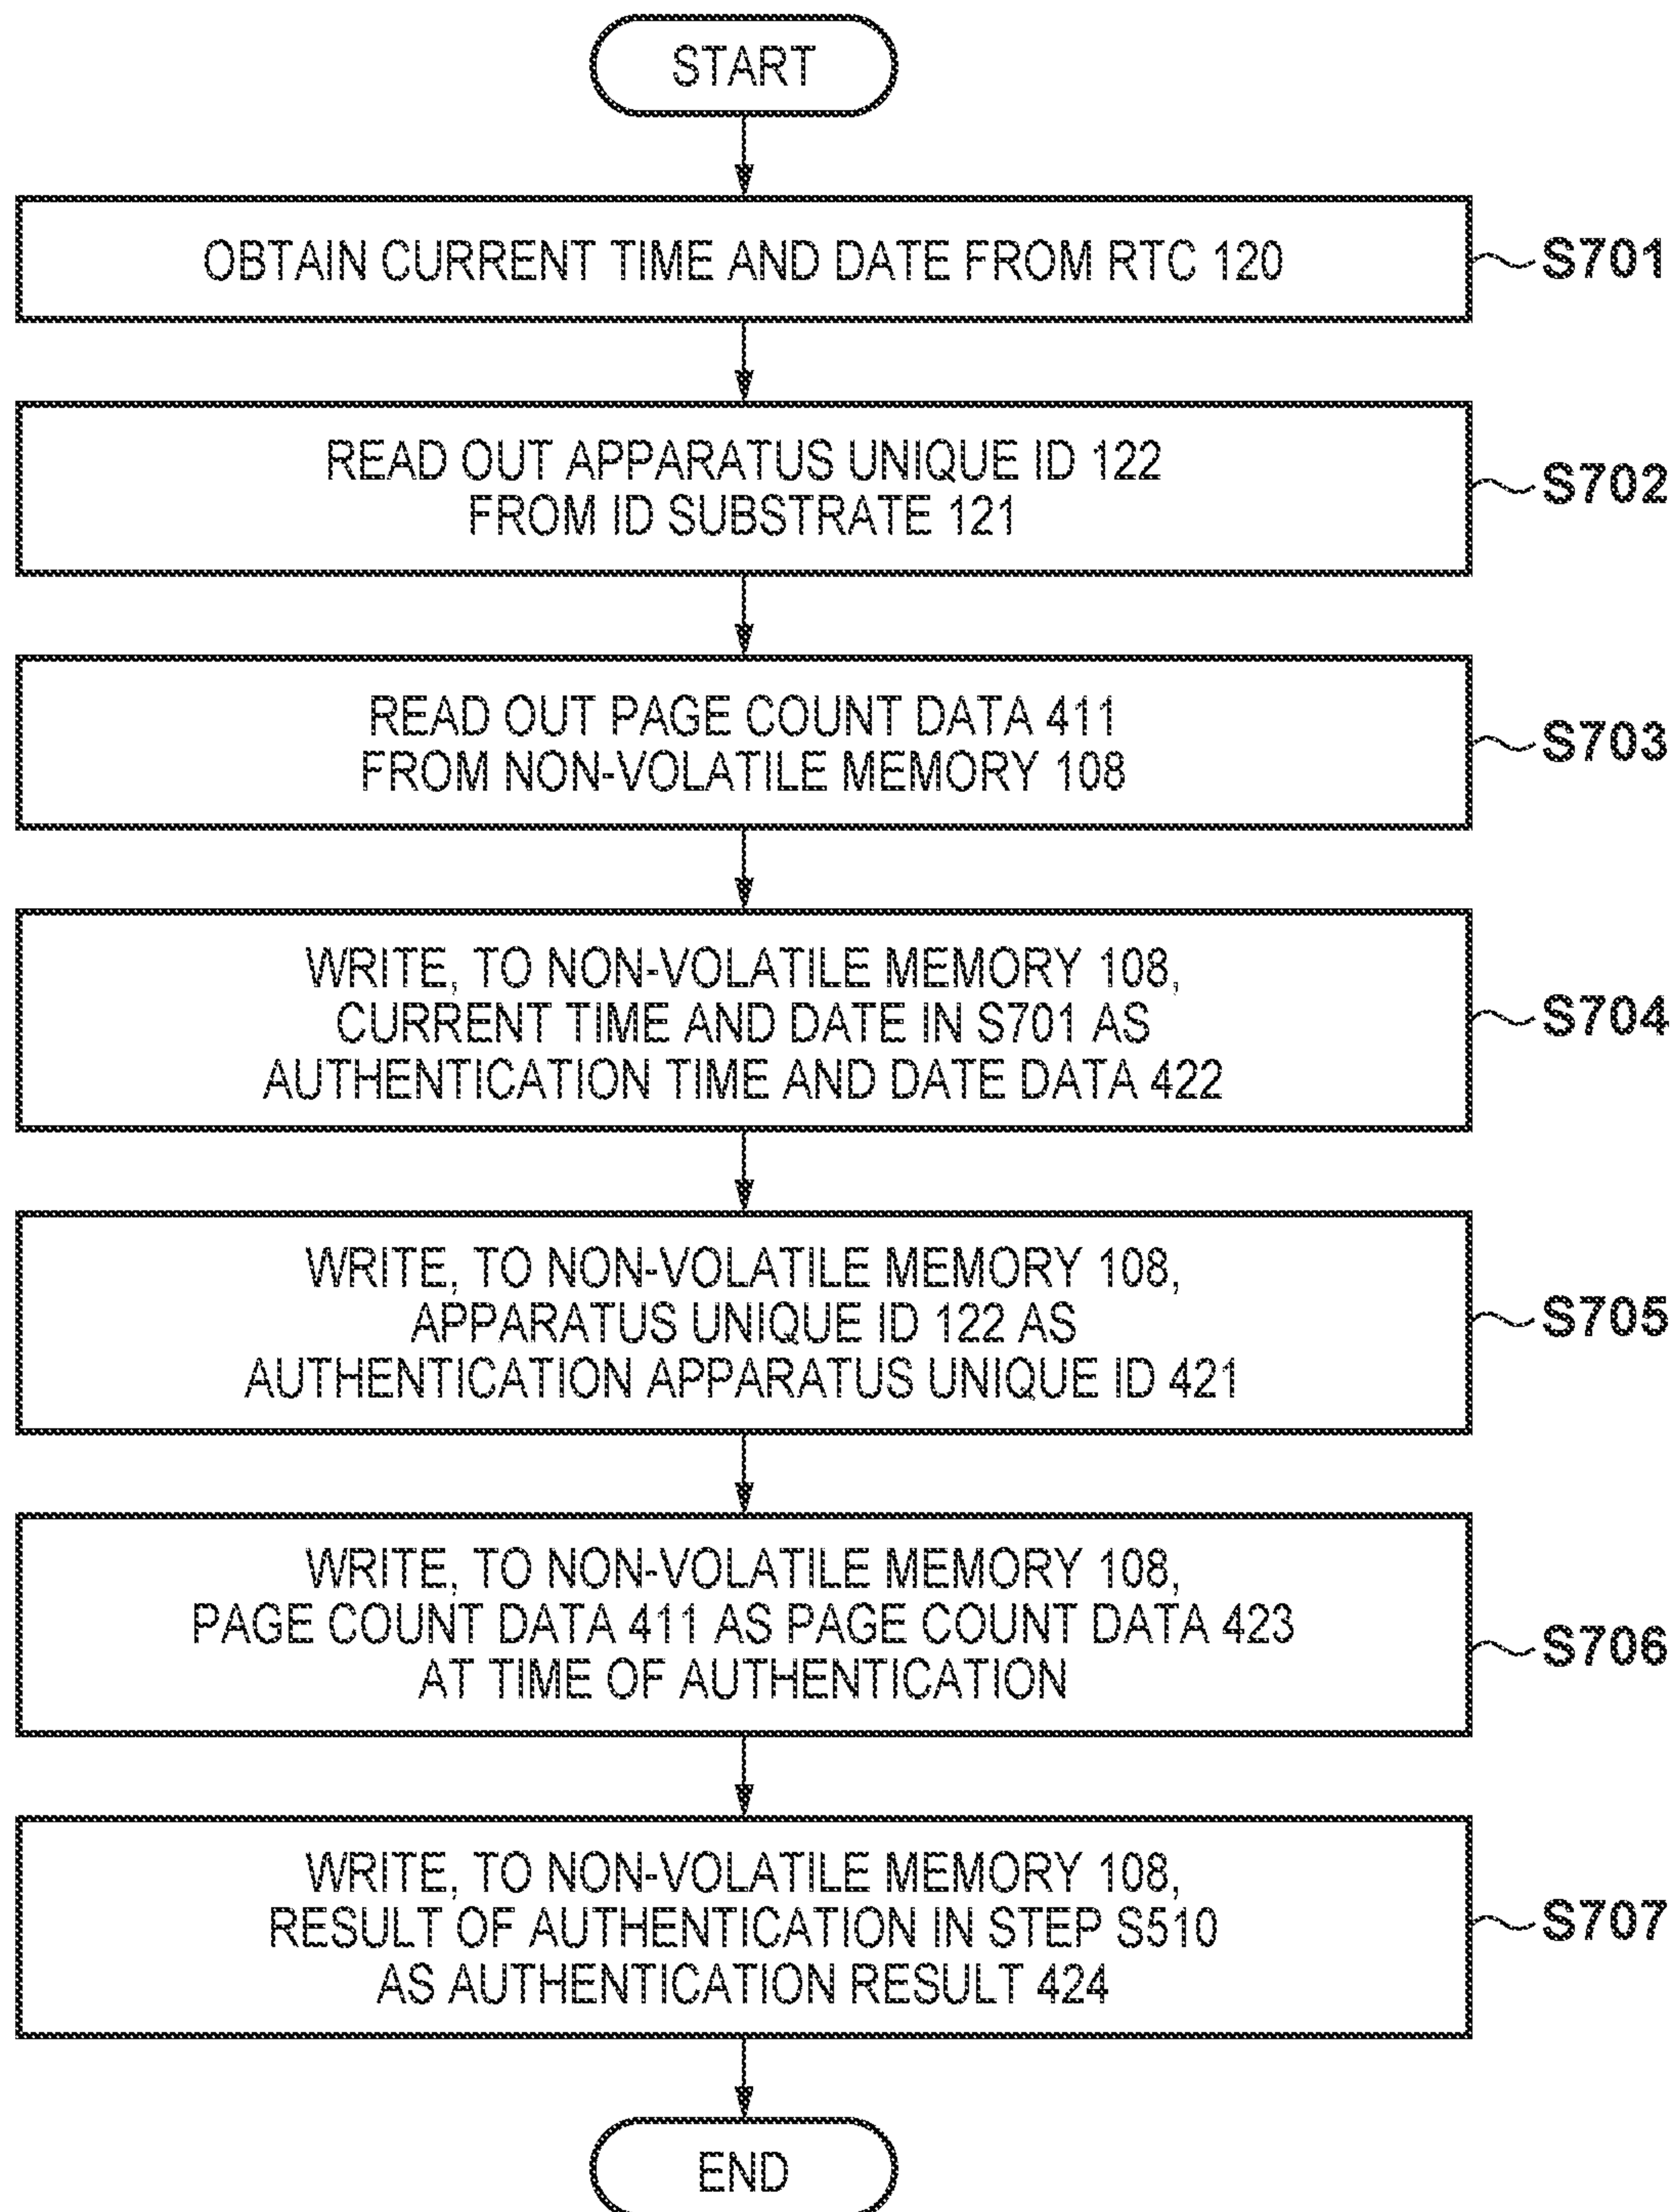 START
OBTAIN CURRENT TIME AND DATE FROM RTC 120
S701
READ OUT APPARATUS UNIQUE ID 122
FROM ID SUBSTRATE 121
S702
READ OUT PAGE COUNT DATA 411
FROM NON-VOLATILE MEMORY 108
S703
WRITE, TO NON-VOLATILE MEMORY 108,
CURRENT TIME AND DATE IN S701 AS
AUTHENTICATION TIME AND DATE DATA 422
S704
WRITE, TO NON-VOLATILE MEMORY 108,
APPARATUS UNIQUE ID 122 AS
AUTHENTICATION APPARATUS UNIQUE ID 421
S705
WRITE, TO NON-VOLATILE MEMORY 108,
PAGE COUNT DATA 411 AS PAGE COUNT DATA 423
AT TIME OF AUTHENTICATION
S706
WRITE, TO NON-VOLATILE MEMORY 108,
RESULT OF AUTHENTICATION IN STEP S510
AS AUTHENTICATION RESULT 424
S707
END